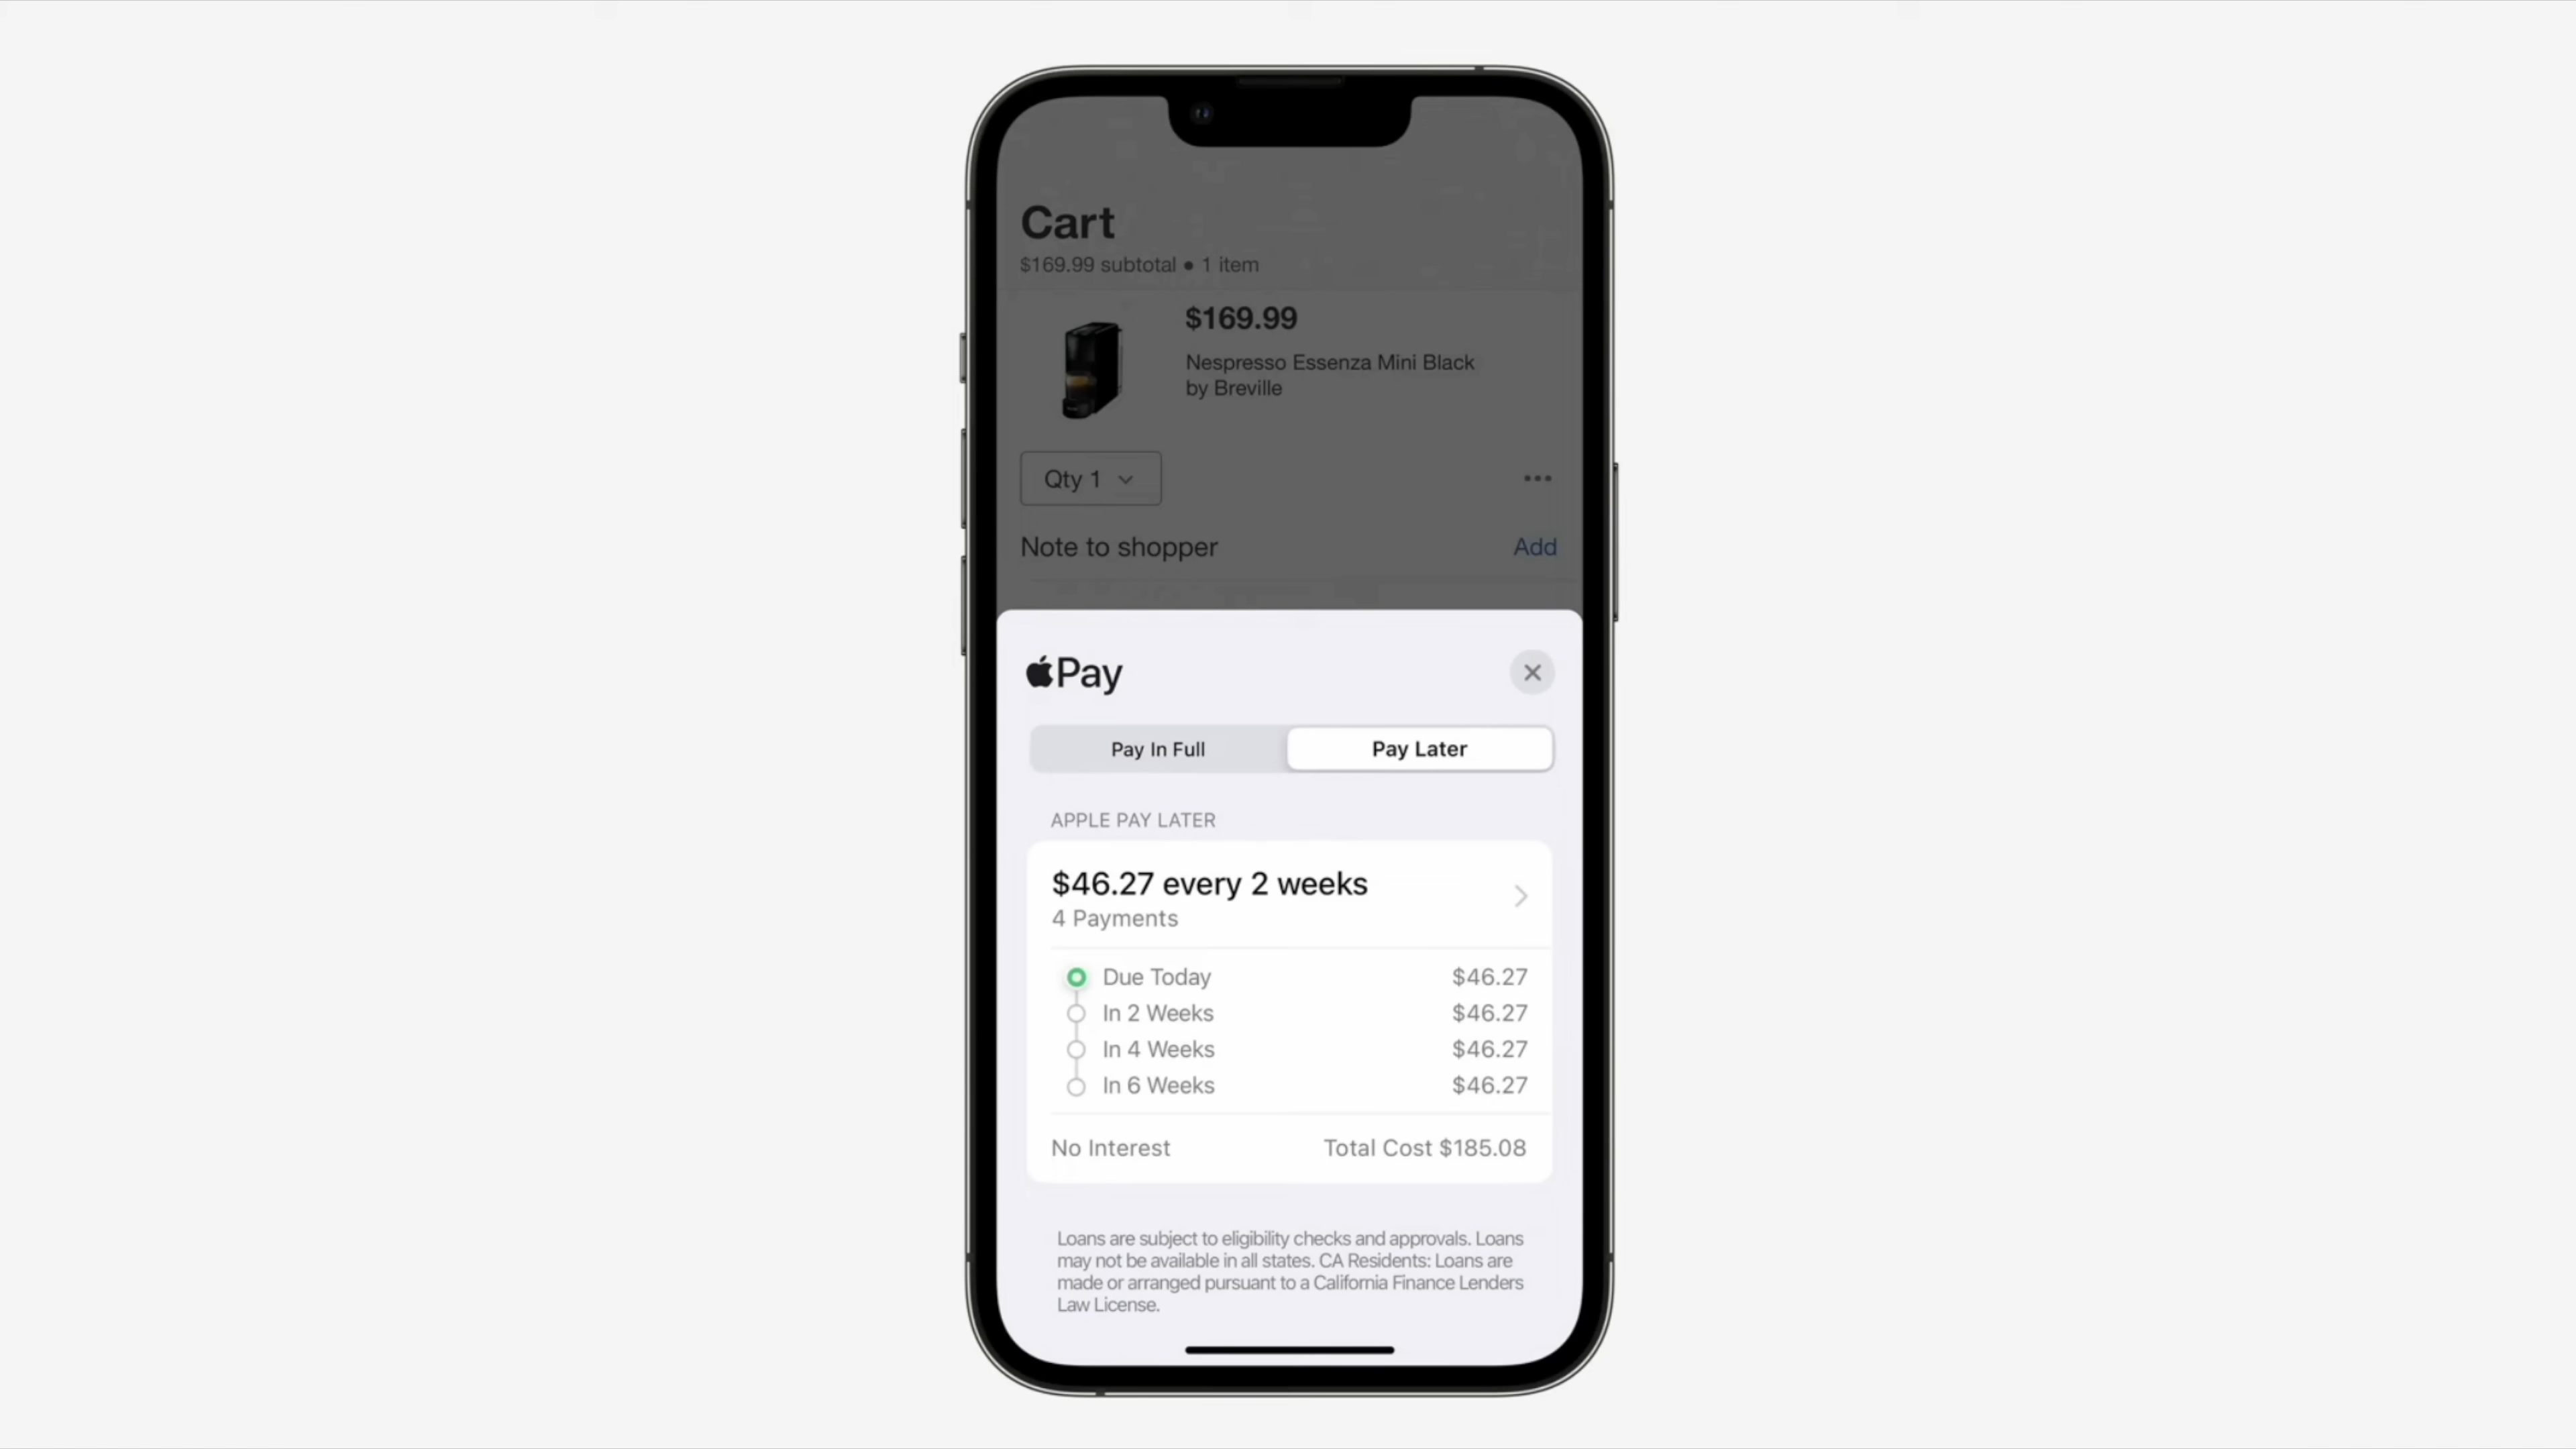 Cart
$169.99 subtotal • 1 item
$169.99
Nespresso Essenza Mini Black
by Breville
Qty 1
Note to shopper
Add
Pay
Pay In Full
Pay Later
APPLE PAY LATER
$46.27 every 2 weeks
4 Payments
Due Today $46.27
In 2 Weeks $46.27
In 4 Weeks $46.27
In 6 Weeks $46.27
No Interest Total Cost $185.08
Loans are subject to eligibility checks and approvals. Loans
may not be available in all states. CA Residents: Loans are
made or arranged pursuant to a California Finance Lenders
Law License.